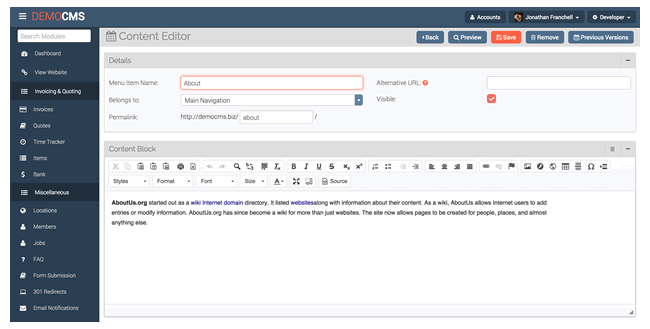 DEMOCMS
Accounts
Jonathan Franchell
Developer
Search Modules
Dashboard
View Website
Invoicing & Quoting
Invoices
Quotes
Time Tracker
Items
Bank
Miscellaneous
Locations
Members
Jobs
FAQ
Form Submission
301 Redirects
Email Notifications
Content Editor
Back
Preview
Save
Remove
Previous Versions
Details
Menu Item Name:
About
Alternative URL:
Belongs to:
Main Navigation
Visible:
Permalink:
http://democms.biz/
about
/
Content Block
Styles
Format
Font
Size
Source
AboutUs.org started out as a wiki Internet domain directory. It listed websitesalong with information about their content. As a wiki, AboutUs allows Internet users to add
entries or modify information. AboutUs.org has since become a wiki for more than just websites. The site now allows pages to be created for people, places, and almost
anything else.